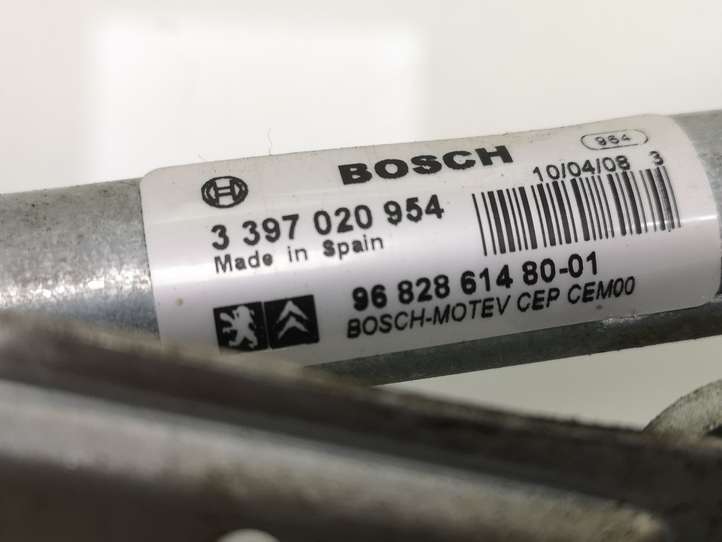 964
BOSCH
10/04/08 3
3 397 020 954
Made in Spain
96 828 614 80-01
BOSCH-MOTEV CEP CEM00